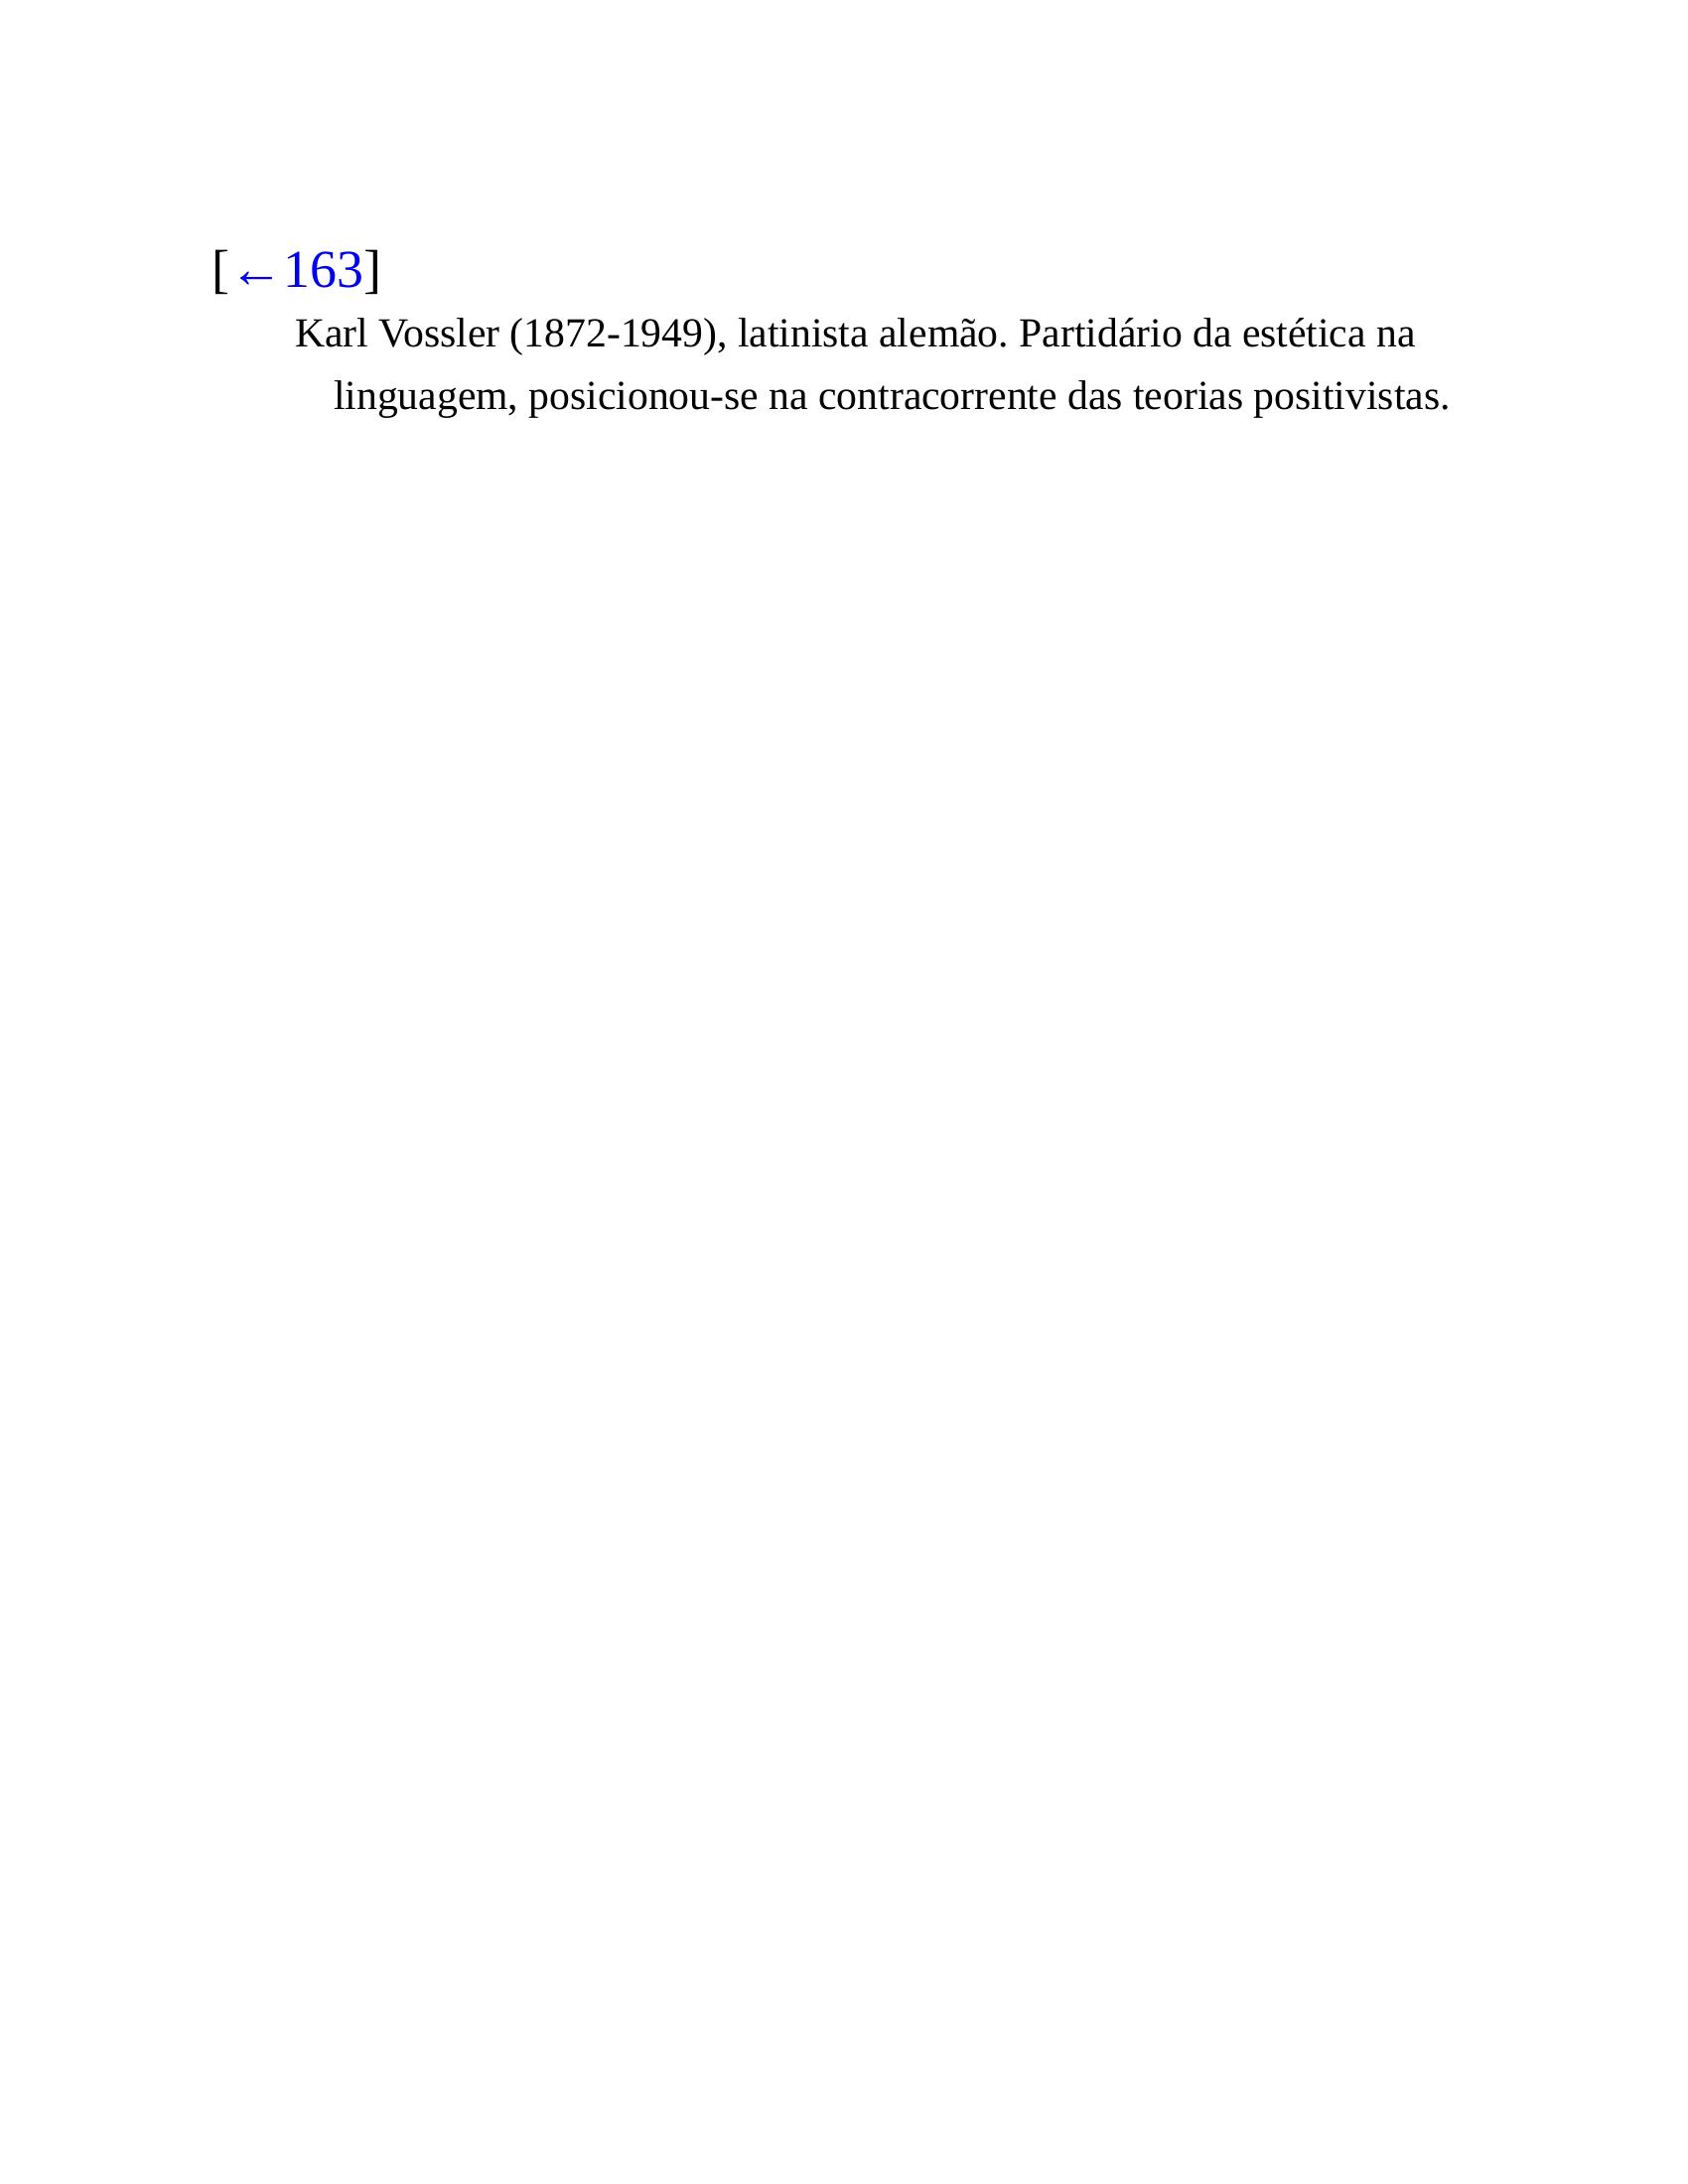 [←163]
Karl Vossler (1872-1949), latinista alemão. Partidário da estética na
linguagem, posicionou-se na contracorrente das teorias positivistas.